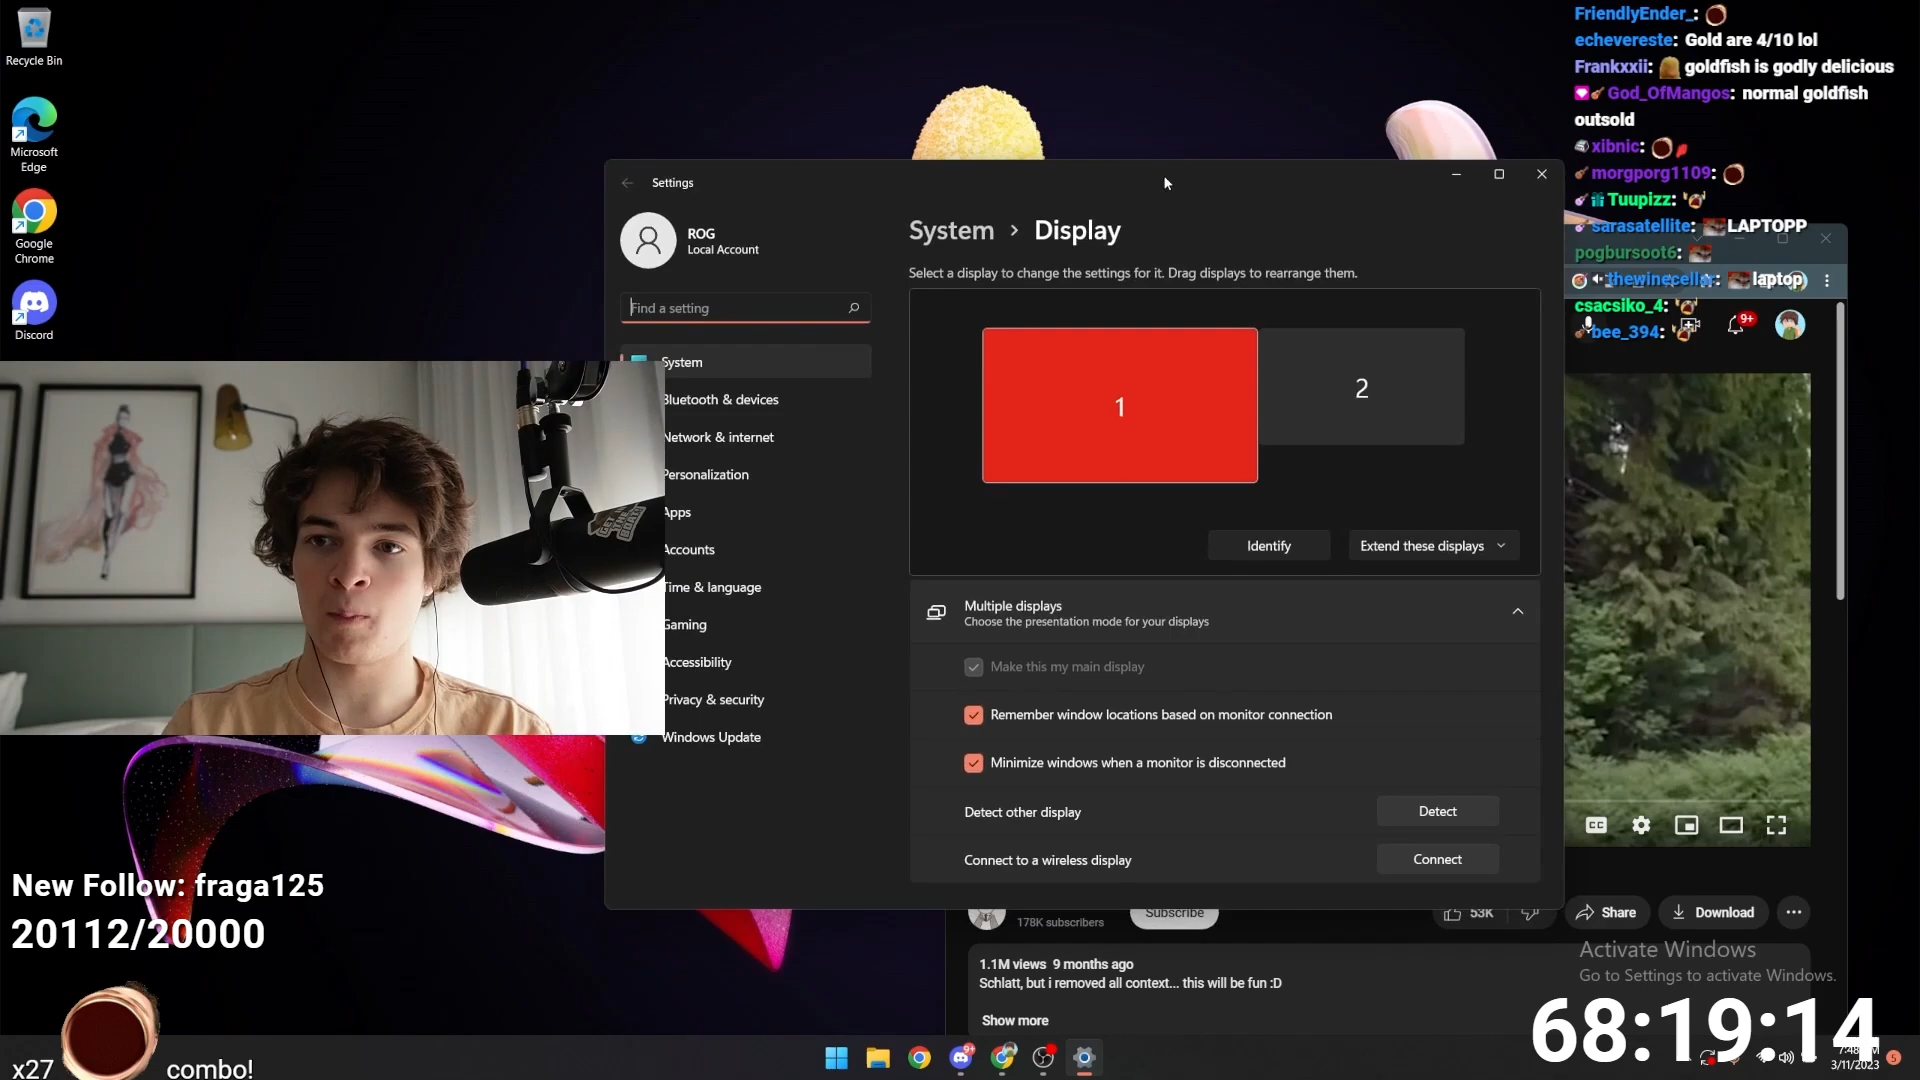 Recycle Bin
Microsoft
Edge
Google
Chrome
Discord
Settings
ROG
Local Account
Find a setting
System
Bluetooth & devices
Network & internet
Personalization
Apps
Accounts
Time & language
Gaming
Accessibility
Privacy & security
Windows Update
System > Display
Select a display to change the settings for it. Drag displays to rearrange them.
1
2
Identify
Extend these displays
Multiple displays
Choose the presentation mode for your displays
Make this my main display
Remember window locations based on monitor connection
Minimize windows when a monitor is disconnected
Detect other display
Detect
Connect to a wireless display
Connect
FriendlyEnder_:
echevereste: Gold are 4/10 lol
Frankxxii: goldfish is godly delicious
God_OfMangos: normal goldfish
outsold
xibnic:
morgporg1109:
Tuupizz:
sarasatellite: LAPTOPP
pogbursoot6:
thewinecellar: laptop
csacsiko_4:
bee_394:
9+
CC
178K subscribers
Subscribe
53K
Share
Download
1.1M views 9 months ago
Schlatt, but i removed all context... this will be fun :D
Show more
Activate Windows
Go to Settings to activate Windows.
New Follow: fraga125
20112/20000
x27 combo!
68:19:14
9+
3/11/2023
5